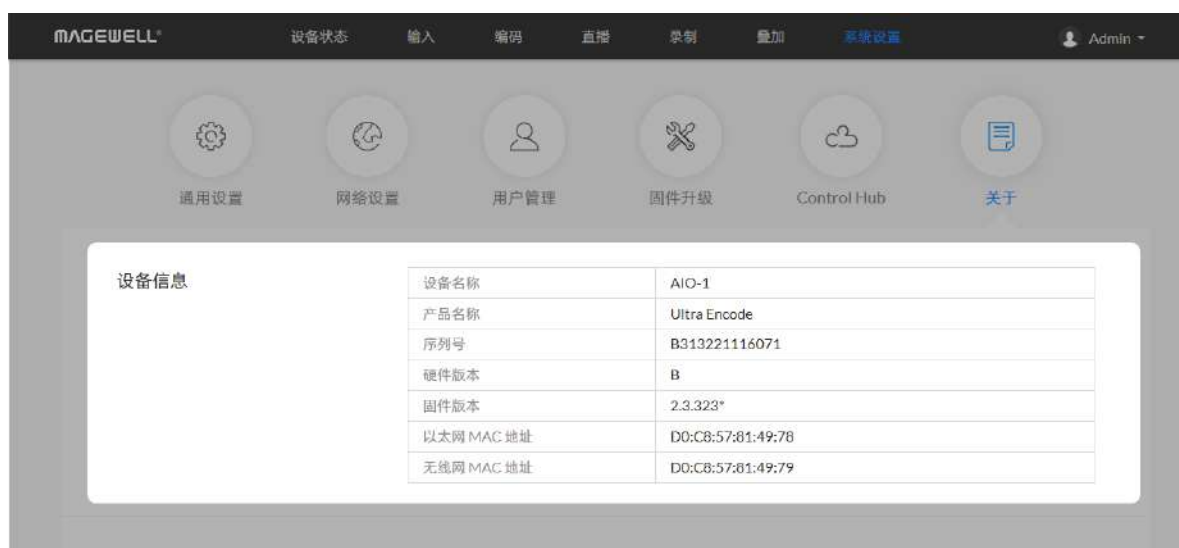 MAGEWELL®
设备状态 输入 编码 直播 录制 叠加 系统设置 Admin
通用设置 网络设置 用户管理 固件升级 Control Hub 关于
设备信息
设备名称 AIO-1
产品名称 Ultra Encode
序列号 B313221116071
硬件版本 B
固件版本 2.3.323*
以太网 MAC 地址 D0:C8:57:81:49:78
无线网 MAC 地址 D0:C8:57:81:49:79